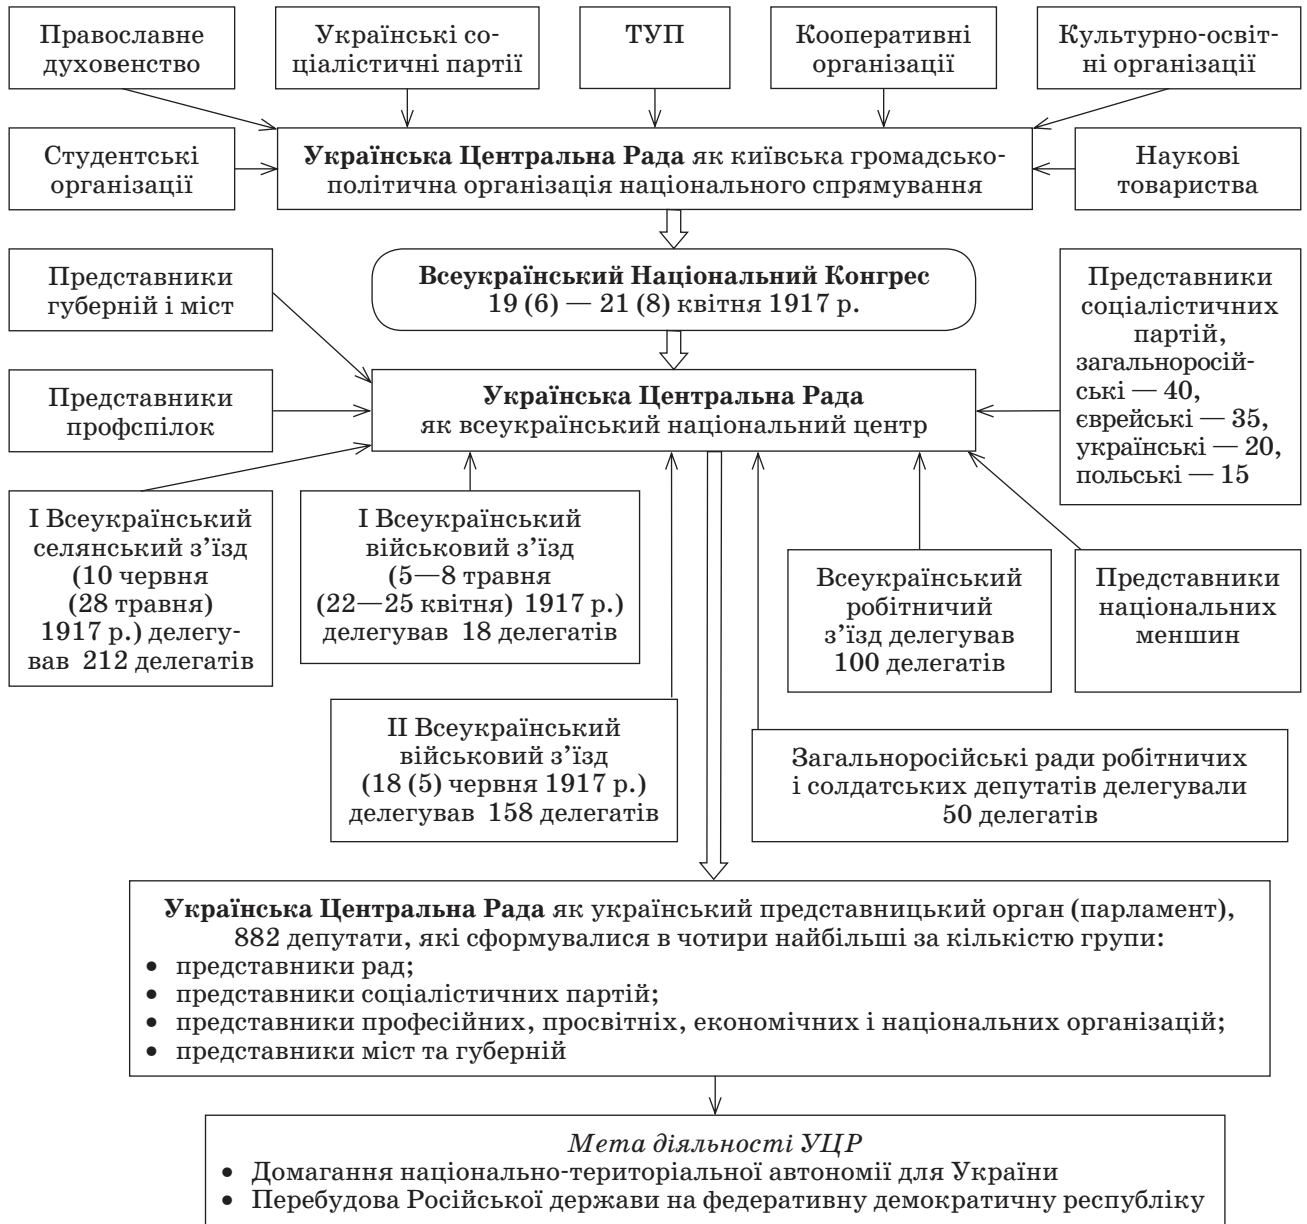 Православне
духовенство
Українські со-
ціалістичні партії
ТУП
Кооперативні
організації
Культурно-освіт-
ні організації
Студентські
організації
Українська Центральна Рада як київська громадсько-
політична організація національного спрямування
Наукові
товариства
Представники
губерній і міст
Всеукраїнський Національний Конгрес
19 (6) — 21 (8) квітня 1917 р.
Представники
соціалістичних
партій,
загальноросій-
ські — 40,
єврейські — 35,
українські — 20,
польські — 15
Представники
профспілок
Українська Центральна Рада
як всеукраїнський національний центр
І Всеукраїнський
селянський з’їзд
(10 червня
(28 травня)
1917 р.) делегу-
вав 212 делегатів
І Всеукраїнський
військовий з’їзд
(5—8 травня
(22—25 квітня) 1917 р.)
делегував 18 делегатів
Всеукраїнський
робітничий
з’їзд делегував
100 делегатів
Представники
національних
меншин
ІІ Всеукраїнський
військовий з’їзд
(18 (5) червня 1917 р.)
делегував 158 делегатів
Загальноросійські ради робітничих
і солдатських депутатів делегували
50 делегатів
Українська Центральна Рада як український представницький орган (парламент),
882 депутати, які сформувалися в чотири найбільші за кількістю групи:
• представники рад;
• представники соціалістичних партій;
• представники професійних, просвітніх, економічних і національних організацій;
• представники міст та губерній
Мета діяльності УЦР
• Домагання національно-територіальної автономії для України
• Перебудова Російської держави на федеративну демократичну республіку